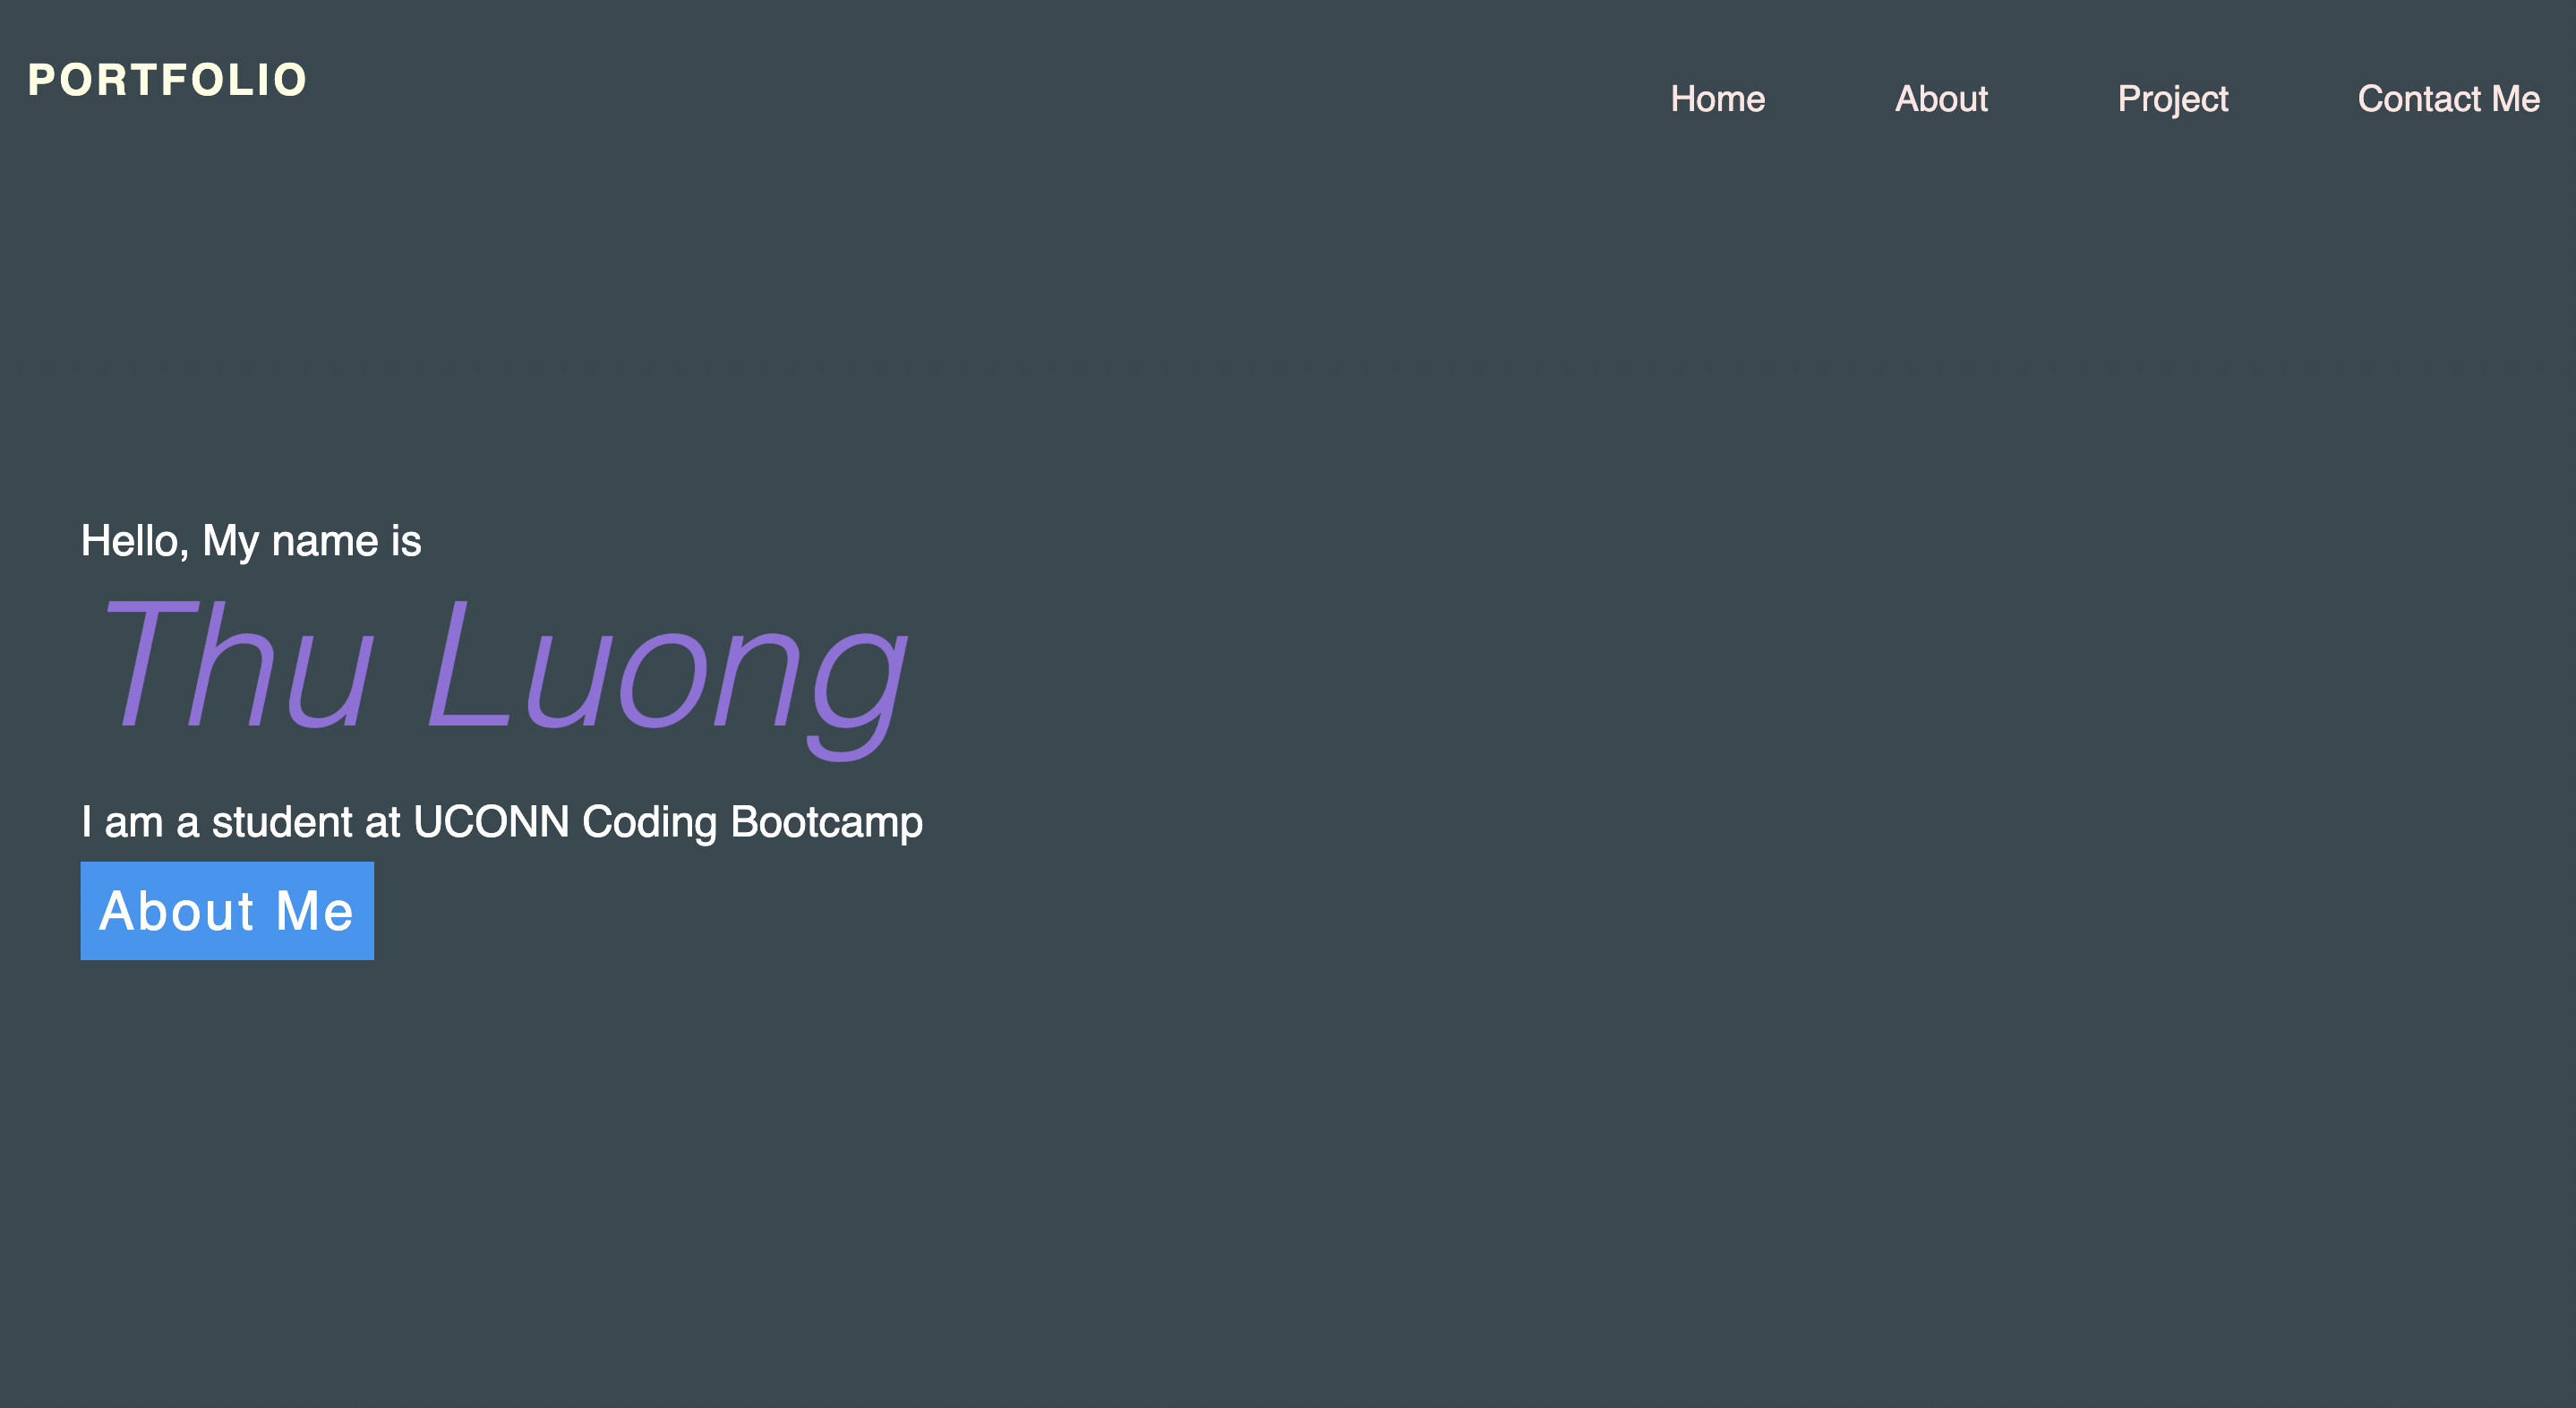 PORTFOLIO
Home About Project Contact Me
Hello, My name is
Thu Luong
I am a student at UCONN Coding Bootcamp
About Me